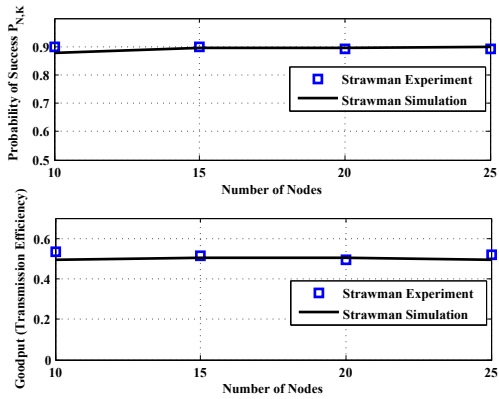 Probability of Success P_N,K
0.9
0.8
0.7
0.6
0.5
10 15 20 25
Number of Nodes
Strawman Experiment
Strawman Simulation
Goodput (Transmission Efficiency)
0.6
0.4
0.2
0
10 15 20 25
Number of Nodes
Strawman Experiment
Strawman Simulation